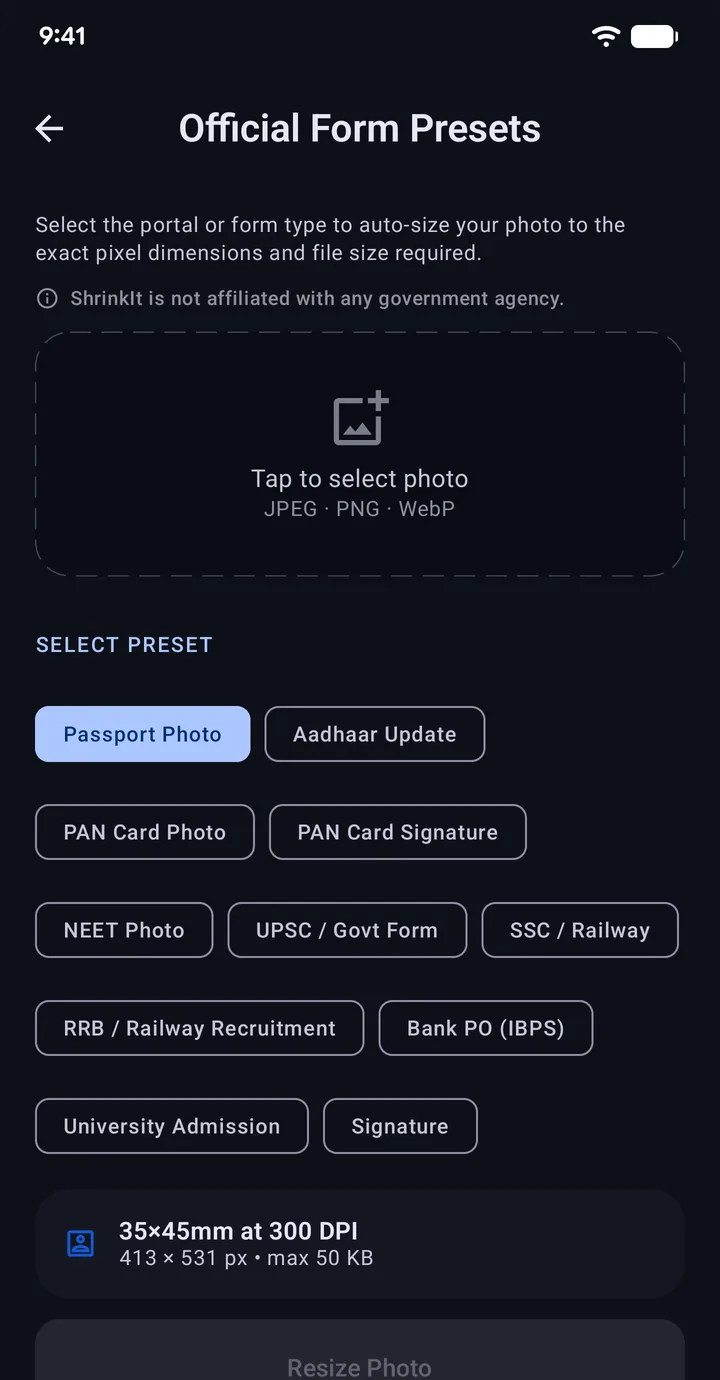 9:41
Official Form Presets
Select the portal or form type to auto-size your photo to the
exact pixel dimensions and file size required.
ShrinkIt is not affiliated with any government agency.
Tap to select photo
JPEG · PNG · WebP
SELECT PRESET
Passport Photo
Aadhaar Update
PAN Card Photo
PAN Card Signature
NEET Photo
UPSC / Govt Form
SSC / Railway
RRB / Railway Recruitment
Bank PO (IBPS)
University Admission
Signature
35×45mm at 300 DPI
413 × 531 px • max 50 KB
Resize Photo